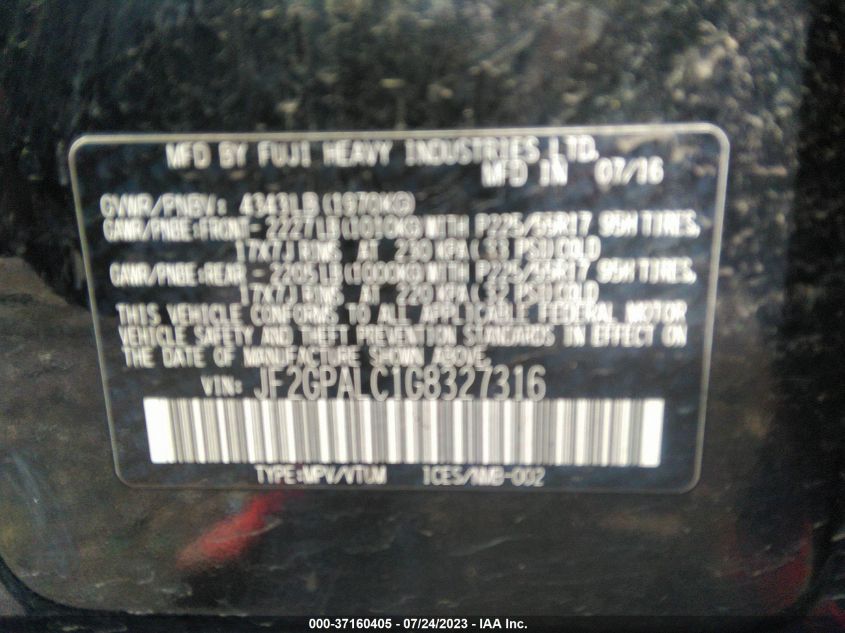 MFD BY FUJI HEAVY INDUSTRIES,LTD.
MFD IN 07/16
GVWR/PNBV: 4343LB(1970KG)
GAWR/PNBE:FRONT- 2227LB(1010KG)WITH P225/55R17 95H TIRES,
17X7J RIMS AT 230 KPA(33 PSI)COLD
GAWR/PNBE:REAR - 2205LB(1000KG)WITH P225/55R17 95H TIRES,
17X7J RIMS AT 220 KPA(32 PSI)COLD
THIS VEHICLE CONFORMS TO ALL APPLICABLE FEDERAL MOTOR
VEHICLE SAFETY AND THEFT PREVENTION STANDARDS IN EFFECT ON
THE DATE OF MANUFACTURE SHOWN ABOVE.
VIN: JF2GPALC1G8327316
TYPE:MPV/VTUM ICES/NMB-002
000-37160405 - 07/24/2023 - IAA Inc.